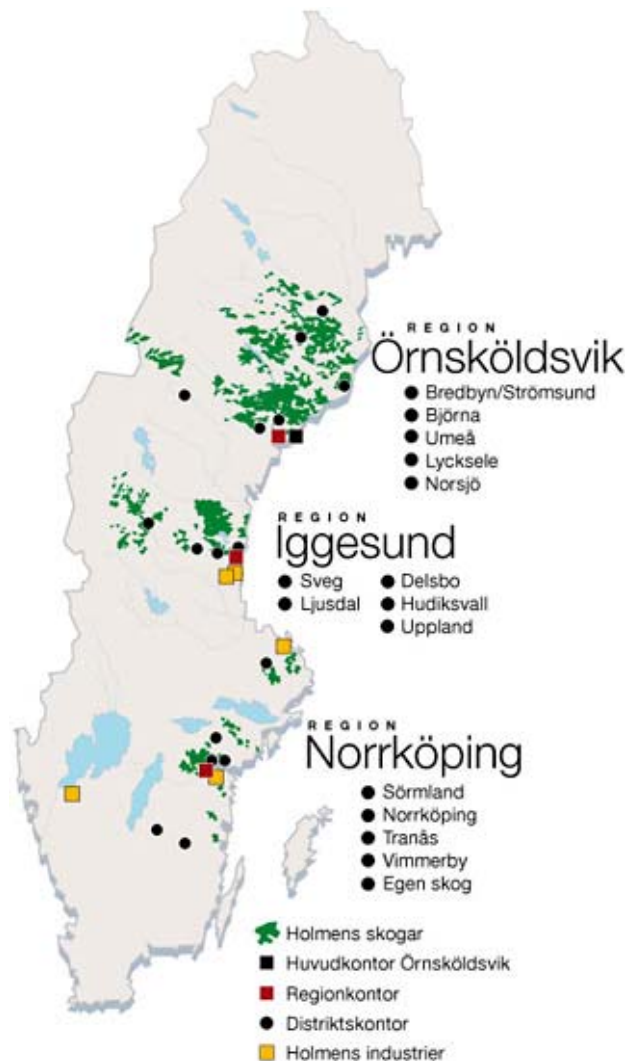 REGION
Örnsköldsvik
Bredbyn/Strömsund
Björna
Umeå
Lycksele
Norsjö
REGION
Iggesund
Sveg
Delsbo
Ljusdal
Hudiksvall
Uppland
REGION
Norrköping
Sörmland
Norrköping
Tranås
Vimmerby
Egen skog
Holmens skogar
Huvudkontor Örnsköldsvik
Regionkontor
Distriktskontor
Holmens industrier